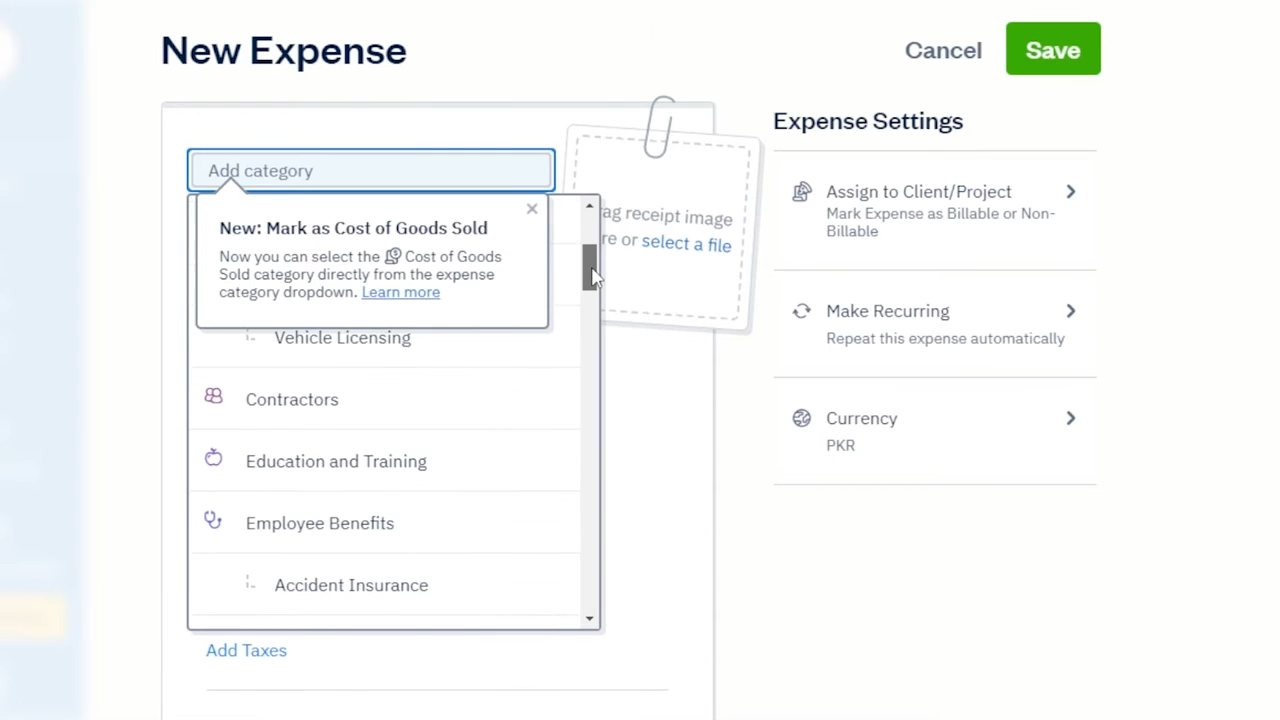 New Expense
Cancel
Save
Add category
New: Mark as Cost of Goods Sold
Now you can select the Cost of Goods
Sold category directly from the expense
category dropdown. Learn more
Vehicle Licensing
Contractors
Education and Training
Employee Benefits
Accident Insurance
Add Taxes
receipt image
or select a file
Expense Settings
Assign to Client/Project
Mark Expense as Billable or Non-
Billable
Make Recurring
Repeat this expense automatically
Currency
PKR